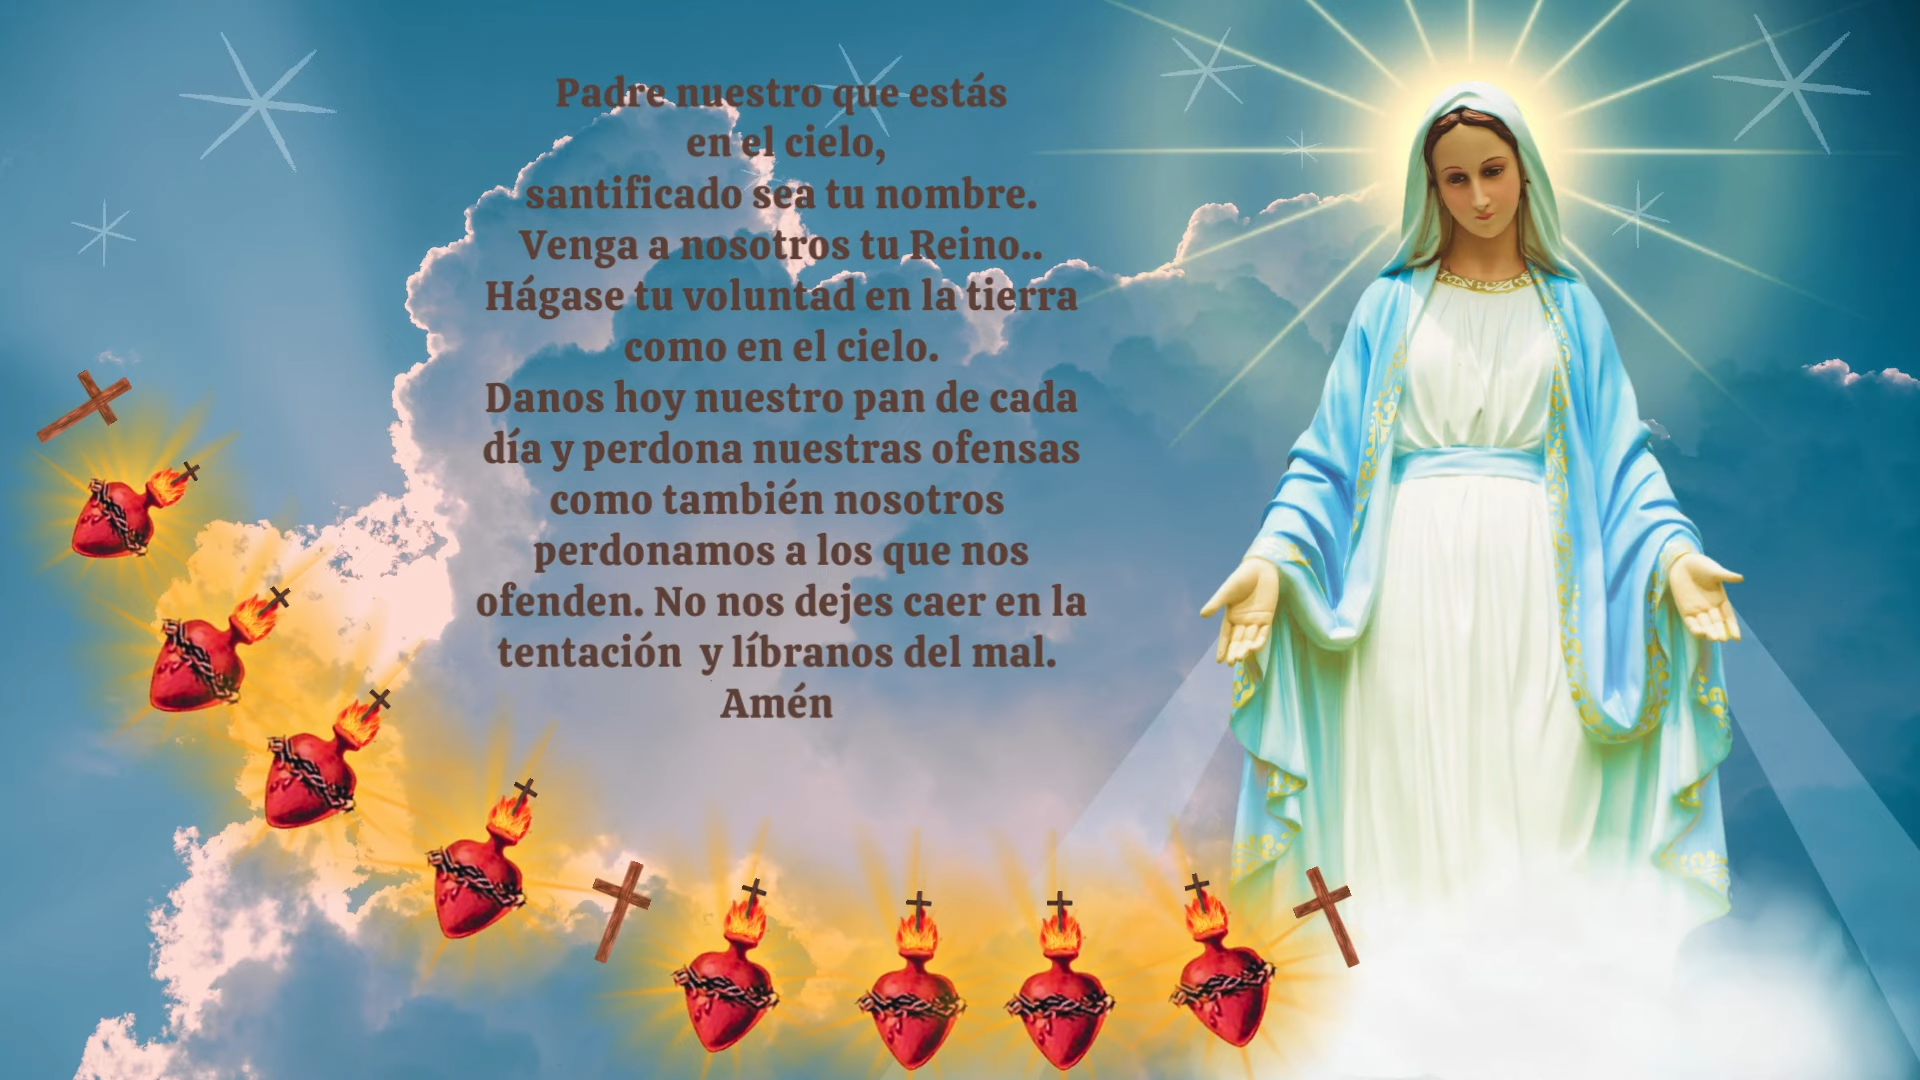 Padre nuestro que estás
en el cielo,
santificado sea tu nombre.
Venga a nosotros tu Reino..
Hágase tu voluntad en la tierra
como en el cielo.
Danos hoy nuestro pan de cada
día y perdona nuestras ofensas
como también nosotros
perdonamos a los que nos
ofenden. No nos dejes caer en la
tentación y líbranos del mal.
Amén